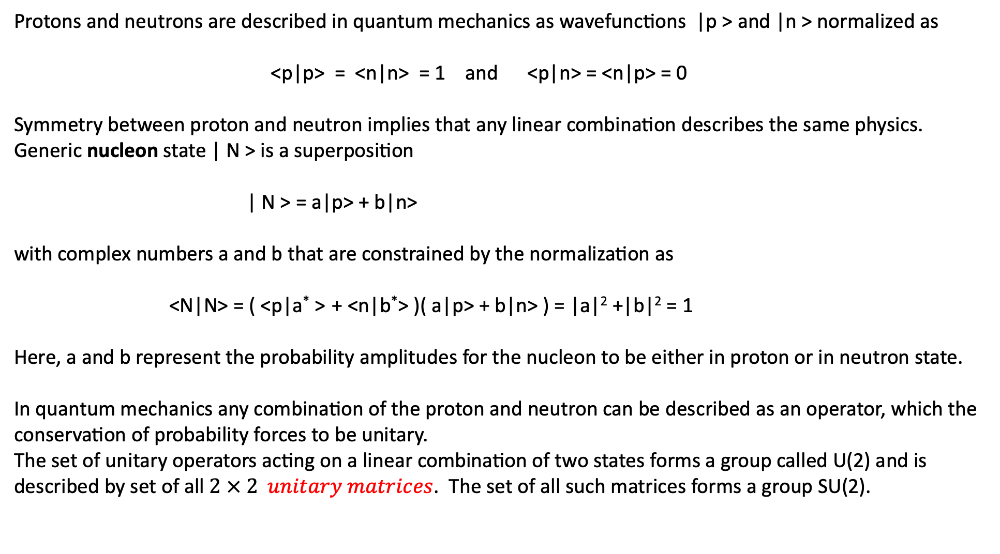 Protons and neutrons are described in quantum mechanics as wavefunctions |p > and |n > normalized as
<p|p> = <n|n> = 1 and <p|n> = <n|p> = 0
Symmetry between proton and neutron implies that any linear combination describes the same physics.
Generic nucleon state | N > is a superposition
| N > = a|p> + b|n>
with complex numbers a and b that are constrained by the normalization as
<N|N> = ( <p|a* > + <n|b*> )( a|p> + b|n> ) = |a|² +|b|² = 1
Here, a and b represent the probability amplitudes for the nucleon to be either in proton or in neutron state.
In quantum mechanics any combination of the proton and neutron can be described as an operator, which the
conservation of probability forces to be unitary.
The set of unitary operators acting on a linear combination of two states forms a group called U(2) and is
described by set of all 2 × 2 unitary matrices. The set of all such matrices forms a group SU(2).